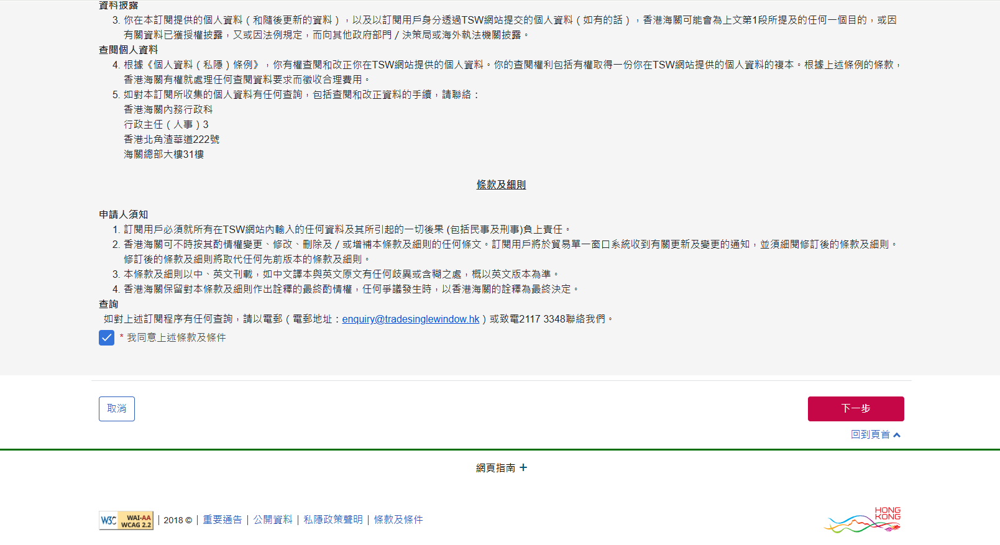 資料披露
3. 你在本訂閱提供的個人資料（和隨後更新的資料），以及以訂閱用戶身分透過TSW網站提交的個人資料（如有的話），香港海關可能會為上文第1段所提及的任何一個目的，或因
有關資料已獲授權披露，又或因法例規定，而向其他政府部門／決策局或海外執法機關披露。
查閱個人資料
4. 根據《個人資料（私隱）條例》，你有權查閱和改正你在TSW網站提供的個人資料。你的查閱權利包括有權取得一份你在TSW網站提供的個人資料的複本。根據上述條例的條款，
香港海關有權就處理任何查閱資料要求而徵收合理費用。
5. 如對本訂閱所收集的個人資料有任何查詢，包括查閱和改正資料的手續，請聯絡：
香港海關內務行政科
行政主任（人事）3
香港北角渣華道222號
海關總部大樓31樓
條款及細則
申請人須知
1. 訂閱用戶必須就所有在TSW網站內輸入的任何資料及其所引起的一切後果 (包括民事及刑事)負上責任。
2. 香港海關可不時按其酌情權變更、修改、刪除及／或增補本條款及細則的任何條文。訂閱用戶將於貿易單一窗口系統收到有關更新及變更的通知，並須細閱修訂後的條款及細則。
修訂後的條款及細則將取代任何先前版本的條款及細則。
3. 本條款及細則以中、英文刊載，如中文譯本與英文原文有任何歧異或含糊之處，概以英文版本為準。
4. 香港海關保留對本條款及細則作出詮釋的最終酌情權，任何爭議發生時，以香港海關的詮釋為最終決定。
查詢
如對上述訂閱程序有任何查詢，請以電郵（電郵地址：enquiry@tradesinglewindow.hk）或致電2117 3348聯絡我們。
* 我同意上述條款及條件
取消
下一步
回到頁首
網頁指南 +
W3C WAI-AA WCAG 2.2 | 2018 © | 重要通告 | 公開資料 | 私隱政策聲明 | 條款及條件
HONG
KONG